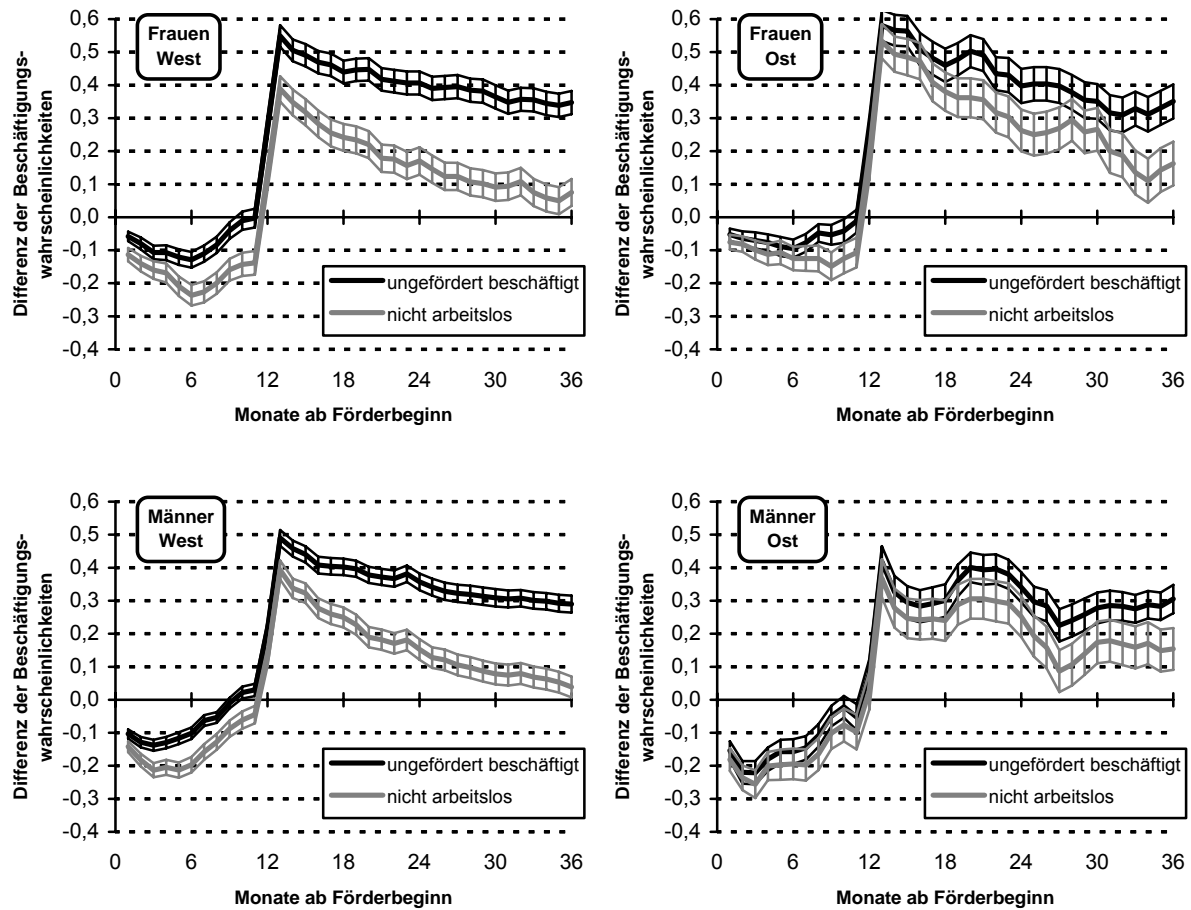 Differenz der Beschäftigungs-
wahrscheinlichkeiten
0,6
0,5
0,4
0,3
0,2
0,1
0,0
-0,1
-0,2
-0,3
-0,4
Frauen
West
ungefördert beschäftigt
nicht arbeitslos
0 6 12 18 24 30 36
Monate ab Förderbeginn
Differenz der Beschäftigungs-
wahrscheinlichkeiten
0,6
0,5
0,4
0,3
0,2
0,1
0,0
-0,1
-0,2
-0,3
-0,4
Frauen
Ost
ungefördert beschäftigt
nicht arbeitslos
0 6 12 18 24 30 36
Monate ab Förderbeginn
Differenz der Beschäftigungs-
wahrscheinlichkeiten
0,6
0,5
0,4
0,3
0,2
0,1
0,0
-0,1
-0,2
-0,3
-0,4
Männer
West
ungefördert beschäftigt
nicht arbeitslos
0 6 12 18 24 30 36
Monate ab Förderbeginn
Differenz der Beschäftigungs-
wahrscheinlichkeiten
0,6
0,5
0,4
0,3
0,2
0,1
0,0
-0,1
-0,2
-0,3
-0,4
Männer
Ost
ungefördert beschäftigt
nicht arbeitslos
0 6 12 18 24 30 36
Monate ab Förderbeginn